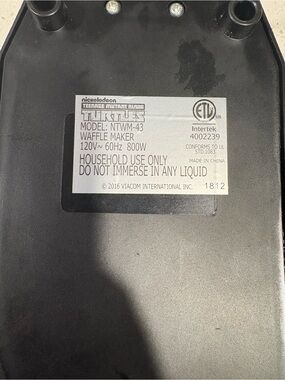 nickelodeon
TEENAGE MUTANT NINJA
TURTLES
MODEL: NTWM-43
WAFFLE MAKER
120V~ 60Hz 800W
HOUSEHOLD USE ONLY
DO NOT IMMERSE IN ANY LIQUID
© 2016 VIACOM INTERNATIONAL INC.
ETL
Intertek
4002239
CONFORMS TO UL
STD.1083
MADE IN CHINA
1812